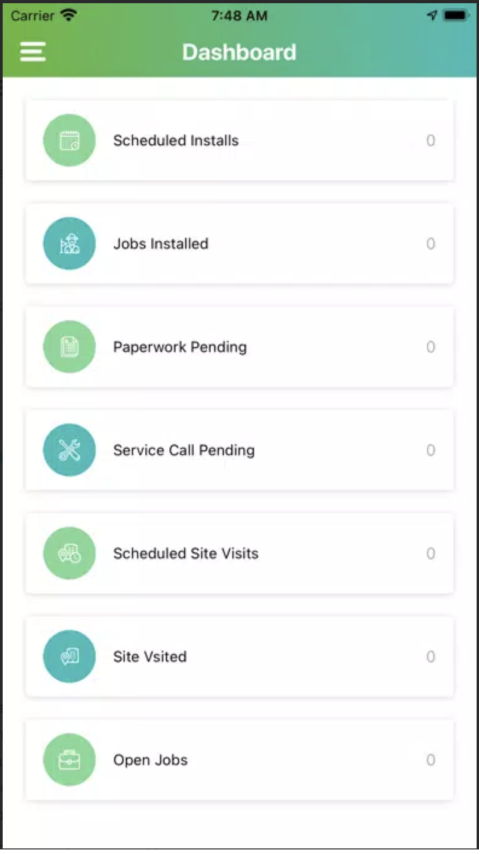 Carrier 7:48 AM
Dashboard
Scheduled Installs 0
Jobs Installed 0
Paperwork Pending 0
Service Call Pending 0
Scheduled Site Visits 0
Site Vsited 0
Open Jobs 0